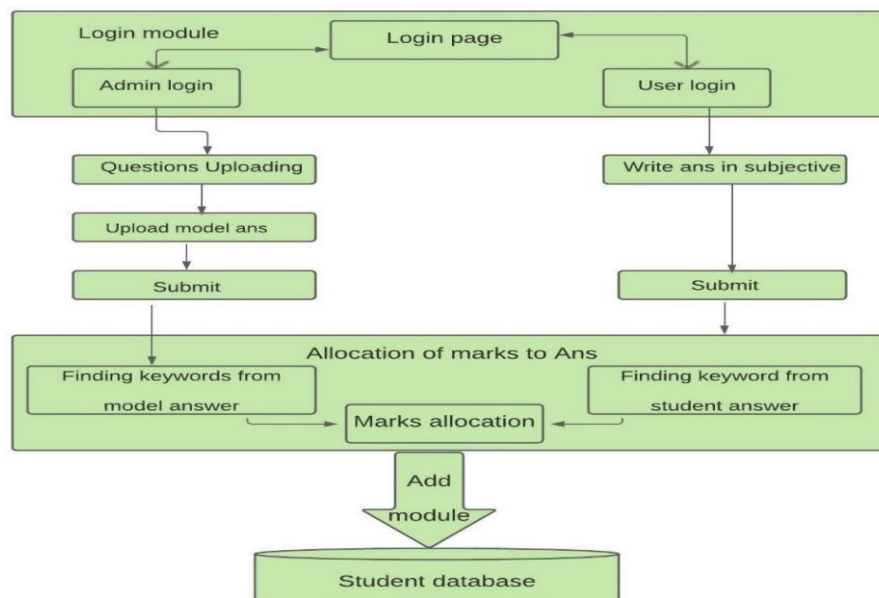 Login module
Login page
Admin login
User login
Questions Uploading
Write ans in subjective
Upload model ans
Submit
Submit
Allocation of marks to Ans
Finding keywords from
model answer
Finding keyword from
student answer
Marks allocation
Add
module
Student database